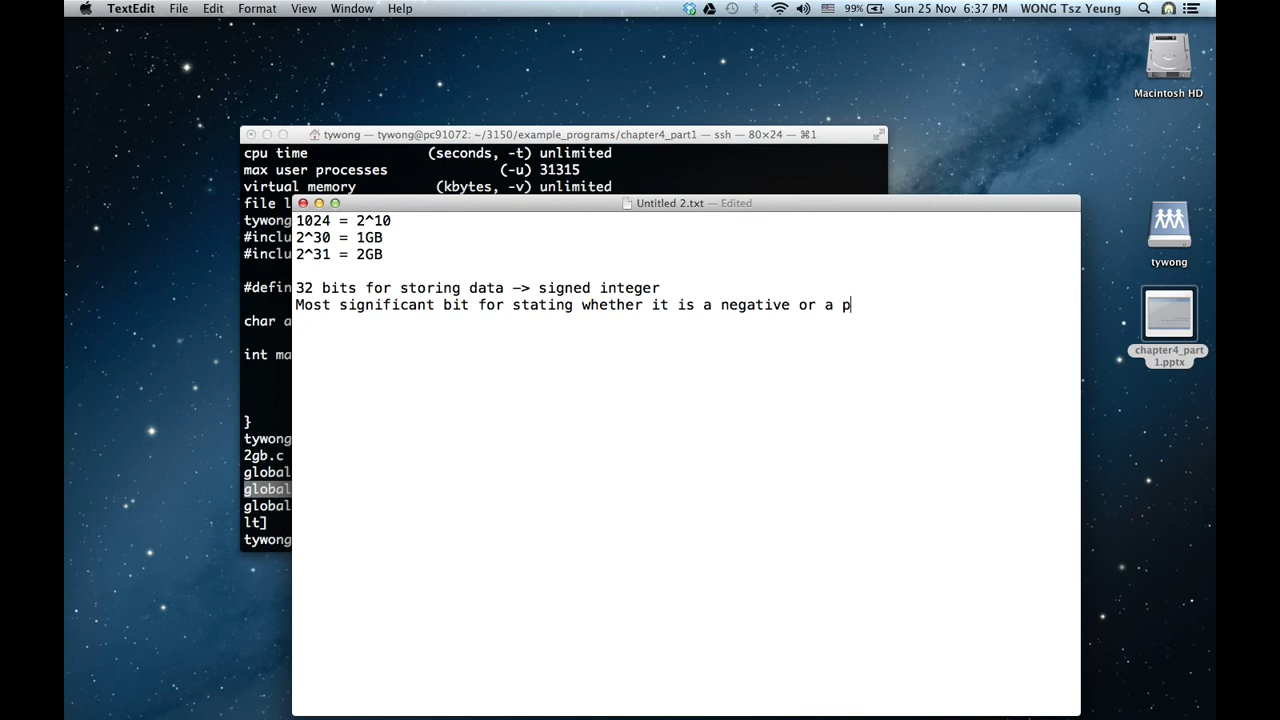 TextEdit File Edit Format View Window Help 99% Sun 25 Nov 6:37 PM WONG Tsz Yeung
Macintosh HD
tywong — tywong@pc91072: ~/3150/example_programs/chapter4_part1 — ssh — 80×24 — ⌘1
cpu time (seconds, -t) unlimited
max user processes (-u) 31315
virtual memory (kbytes, -v) unlimited
file l
tywong
#inclu
#inclu
#defin
char a
int ma
}
tywong
2gb.c
global
global
global
lt]
tywong
Untitled 2.txt — Edited
1024 = 2^10
2^30 = 1GB
2^31 = 2GB
32 bits for storing data —> signed integer
Most significant bit for stating whether it is a negative or a p
tywong
chapter4_part
1.pptx